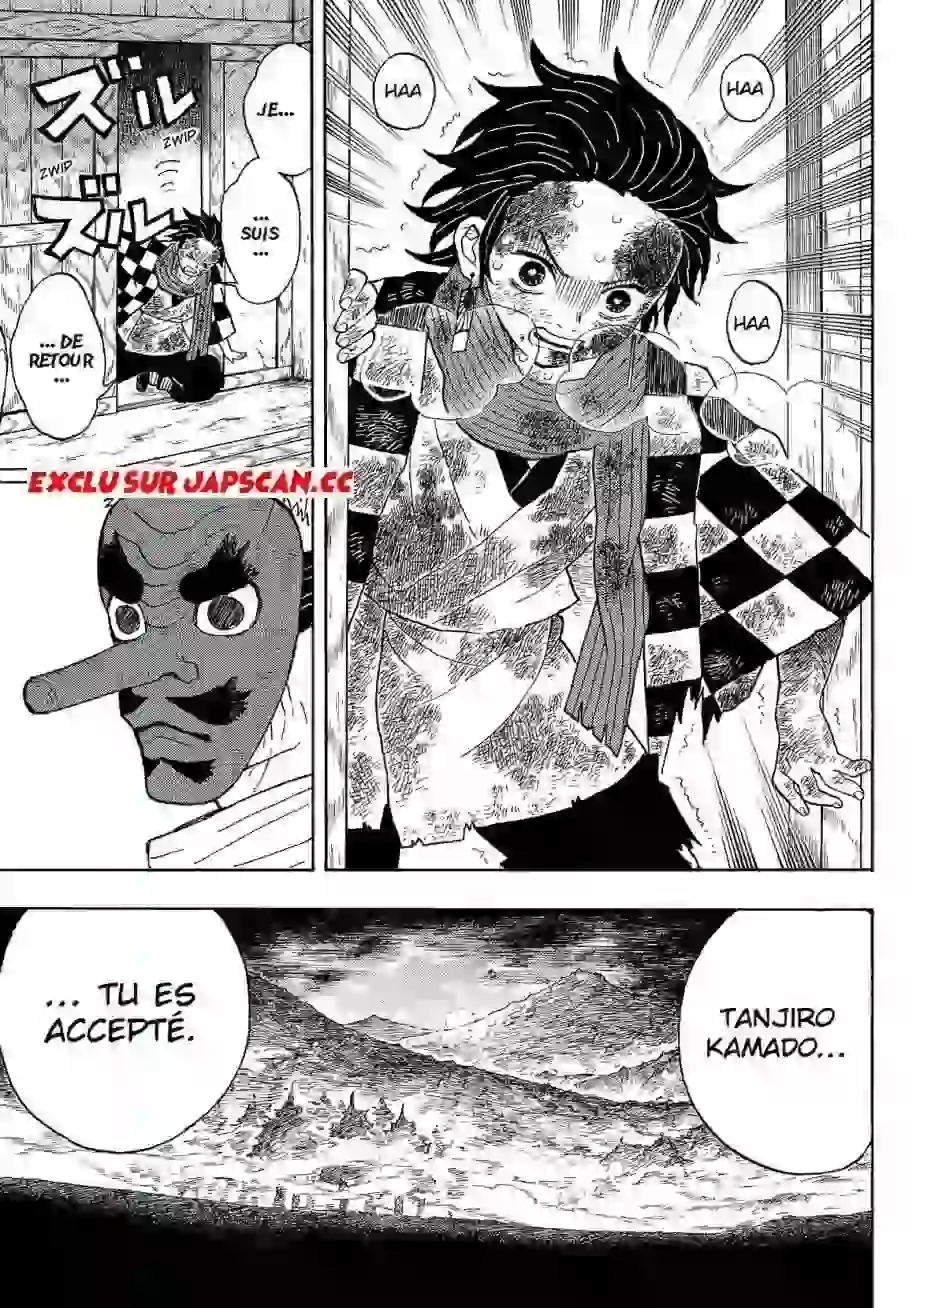 HAA
HAA
HAA
ズル
ズル
ZWIP
ZWIP
JE...
...
SUIS
...
... DE
RETOUR
...
EXCLU SUR JAPSCAN.CC
TANJIRO
KAMADO...
... TU ES
ACCEPTÉ.